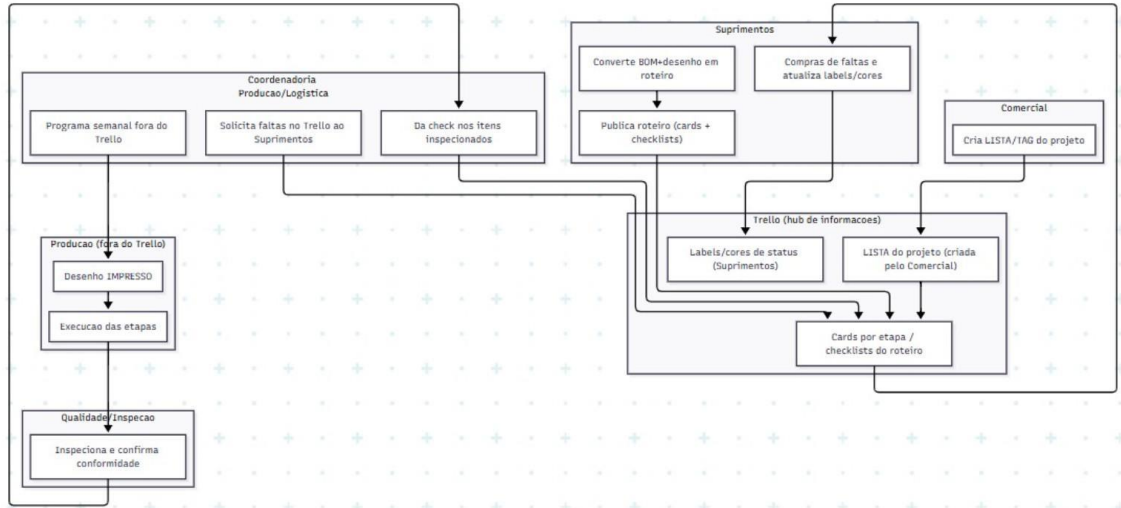 Suprimentos
Converte BOM+desenho em
roteiro
Compras de faltas e
atualiza labels/cores
Publica roteiro (cards +
checklists)
Coordenadoria
Producao/Logistica
Programa semanal fora do
Trello
Solicita faltas no Trello ao
Suprimentos
Da check nos itens
inspecionados
Comercial
Cria LISTA/TAG do projeto
Trello (hub de informacoes)
Labels/cores de status
(Suprimentos)
LISTA do projeto (criada
pelo Comercial)
Cards por etapa /
checklists do roteiro
Producao (fora do Trello)
Desenho IMPRESSO
Execucao das etapas
Qualidade/Inspecao
Inspeciona e confirma
conformidade